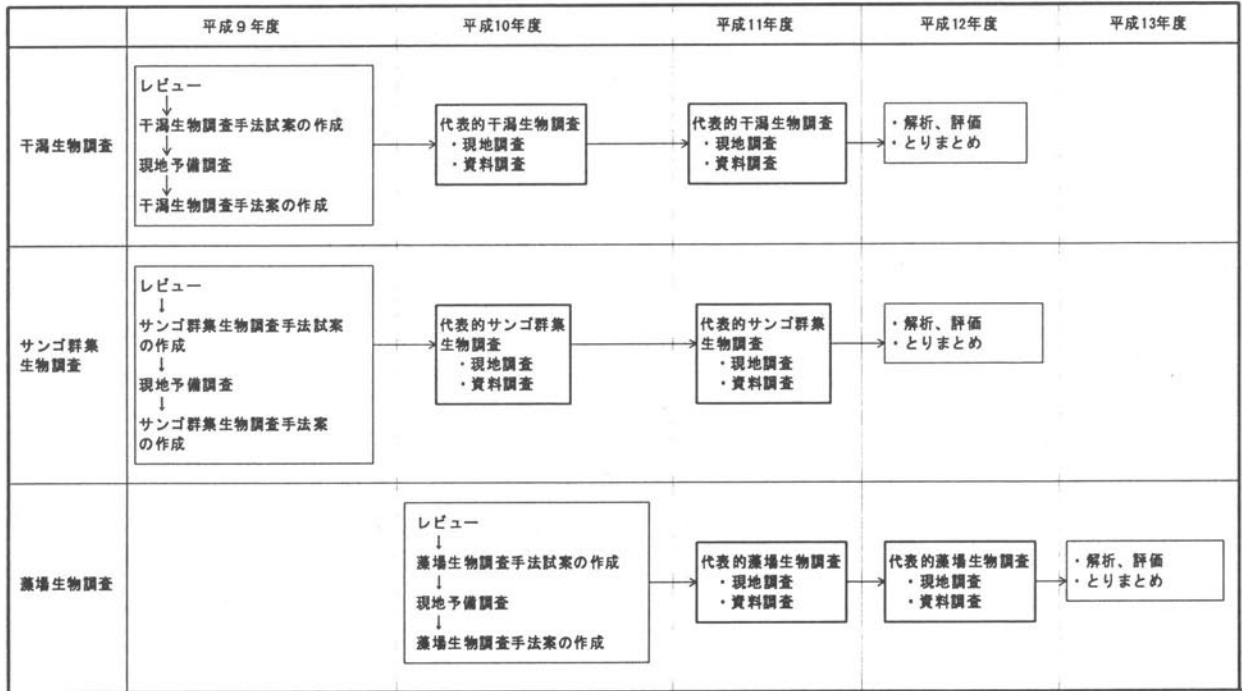 平成9年度
平成10年度
平成11年度
平成12年度
平成13年度
干潟生物調査
レビュー
↓
干潟生物調査手法試案の作成
↓
現地予備調査
↓
干潟生物調査手法案の作成
代表的干潟生物調査
・現地調査
・資料調査
代表的干潟生物調査
・現地調査
・資料調査
・解析、評価
・とりまとめ
サンゴ群集
生物調査
レビュー
↓
サンゴ群集生物調査手法試案
の作成
↓
現地予備調査
↓
サンゴ群集生物調査手法案
の作成
代表的サンゴ群集
生物調査
・現地調査
・資料調査
代表的サンゴ群集
生物調査
・現地調査
・資料調査
・解析、評価
・とりまとめ
藻場生物調査
レビュー
↓
藻場生物調査手法試案の作成
↓
現地予備調査
↓
藻場生物調査手法案の作成
代表的藻場生物調査
・現地調査
・資料調査
代表的藻場生物調査
・現地調査
・資料調査
・解析、評価
・とりまとめ